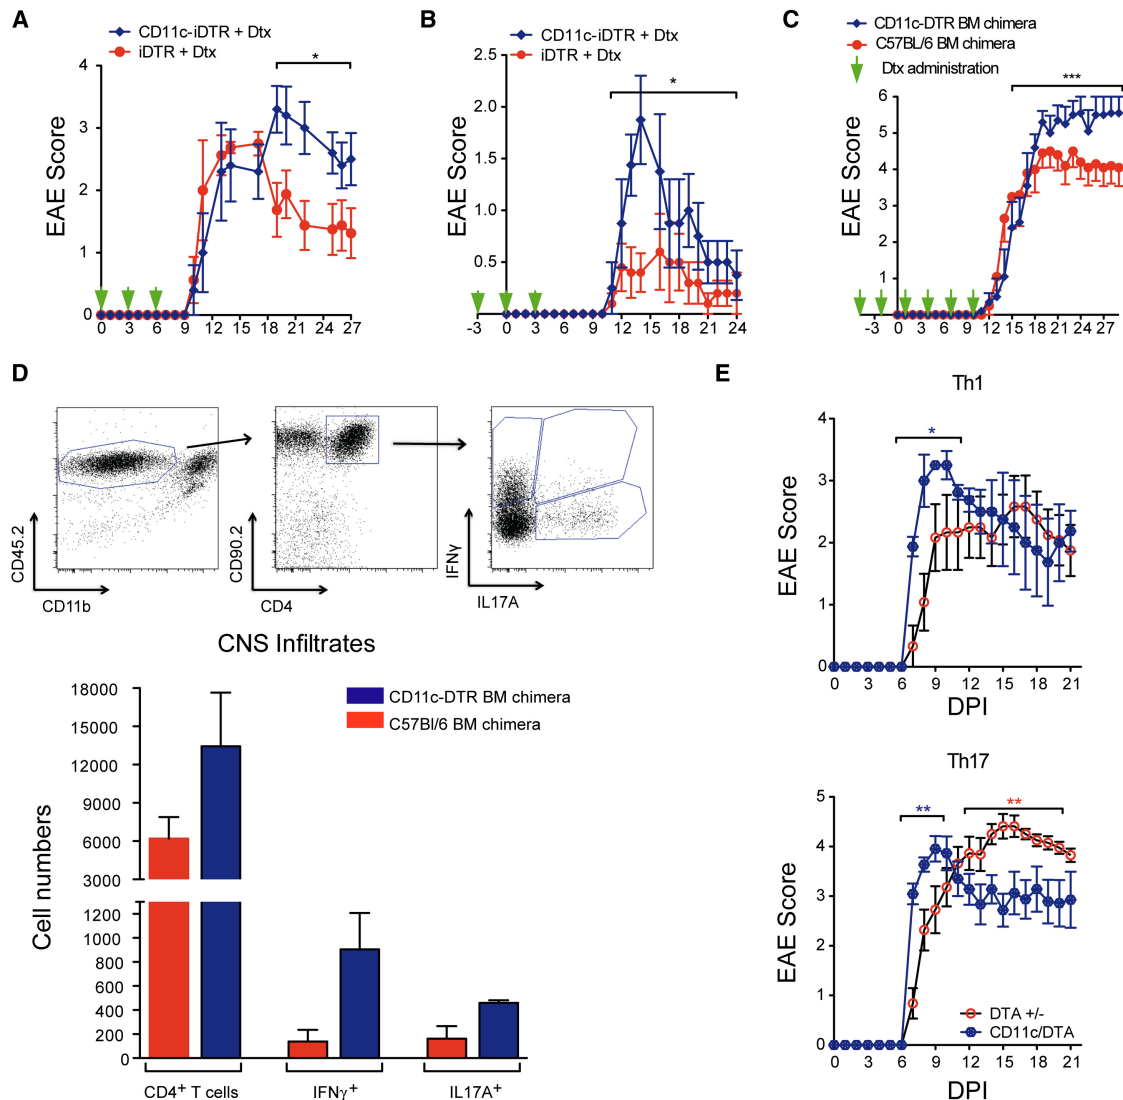 A
CD11c-iDTR + Dtx
iDTR + Dtx
*
EAE Score
4
3
2
1
0
0 3 6 9 12 15 18 21 24 27
B
CD11c-iDTR + Dtx
iDTR + Dtx
*
EAE Score
2.5
2.0
1.5
1.0
0.5
-3 0 3 6 9 12 15 18 21 24
C
CD11c-DTR BM chimera
C57BL/6 BM chimera
Dtx administration
***
EAE Score
6
5
4
3
2
1
-3 0 3 6 9 12 15 18 21 24 27
D
CD45.2
CD11b
CD90.2
CD4
IFNγ
IL17A
CNS Infiltrates
CD11c-DTR BM chimera
C57Bl/6 BM chimera
Cell numbers
18000
15000
12000
9000
6000
3000
1200
1000
800
600
400
200
0
CD4+ T cells
IFNγ+
IL17A+
E
Th1
*
EAE Score
4
3
2
1
0
0 3 6 9 12 15 18 21
DPI
Th17
** **
EAE Score
5
4
3
2
1
0
DTA +/-
CD11c/DTA
0 3 6 9 12 15 18 21
DPI